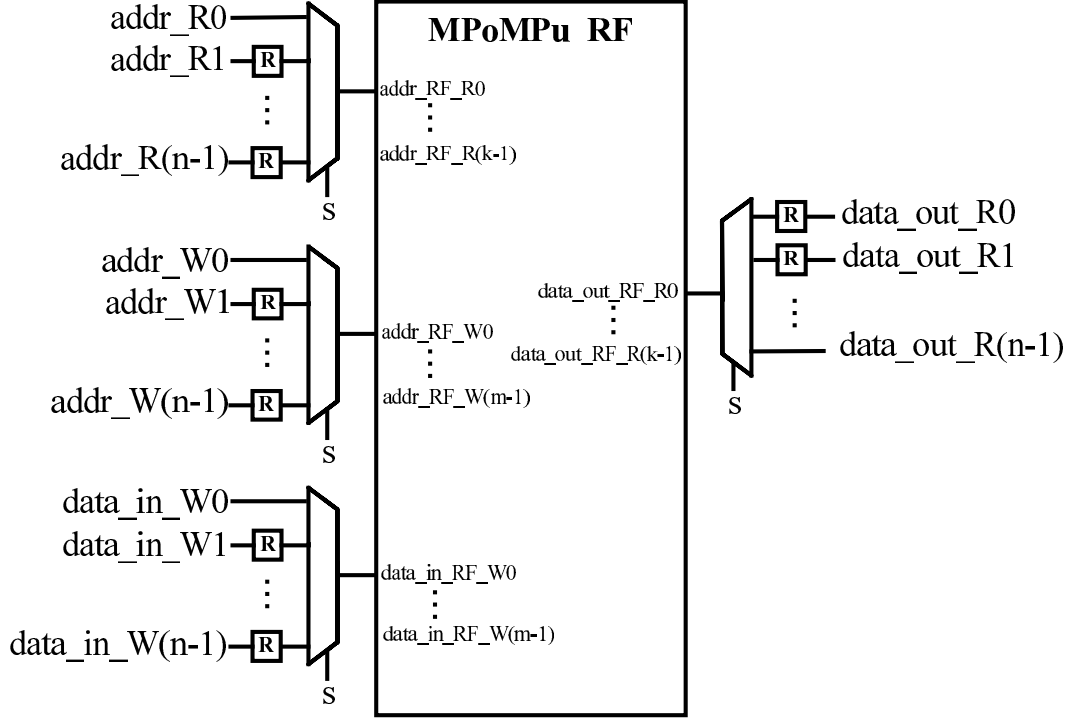 MPoMPu RF
addr_R0
addr_R1
R
addr_R(n-1)
R
S
addr_RF_R0
addr_RF_R(k-1)
addr_W0
addr_W1
R
addr_W(n-1)
R
S
addr_RF_W0
addr_RF_W(m-1)
data_in_W0
data_in_W1
R
data_in_W(n-1)
R
S
data_in_RF_W0
data_in_RF_W(m-1)
data_out_RF_R0
data_out_RF_R(k-1)
S
R
data_out_R0
R
data_out_R1
data_out_R(n-1)